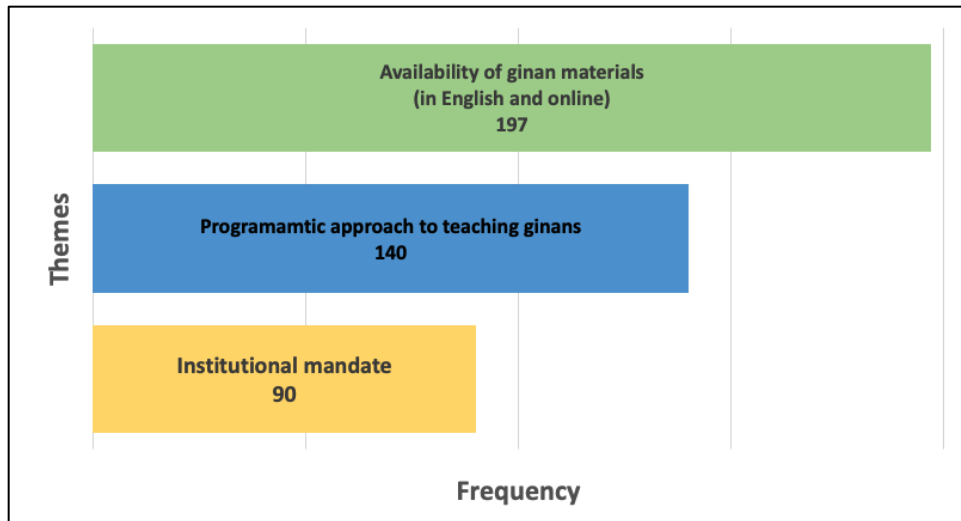 Availability of ginan materials
(in English and online)
197
Programamtic approach to teaching ginans
140
Institutional mandate
90
Themes
Frequency